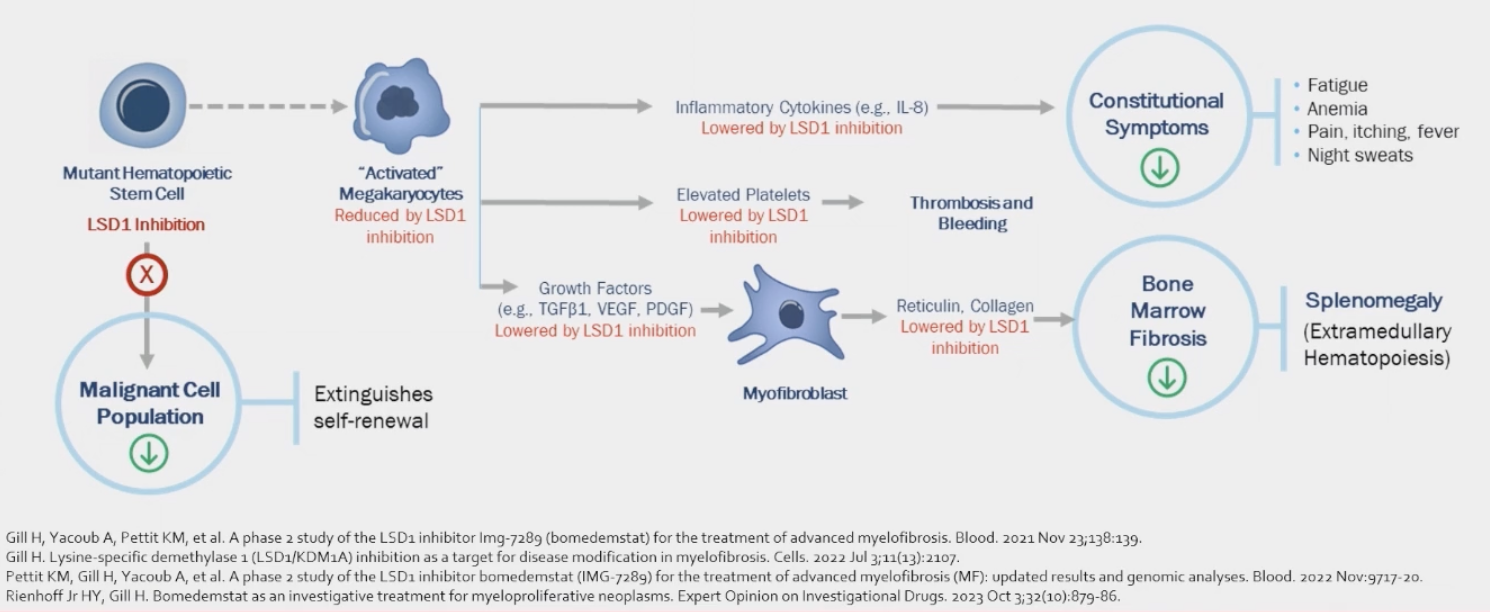 Mutant Hematopoietic
Stem Cell
LSD1 Inhibition
X
Malignant Cell
Population
Extinguishes
self-renewal
“Activated”
Megakaryocytes
Reduced by LSD1
inhibition
Inflammatory Cytokines (e.g., IL-8)
Lowered by LSD1 inhibition
Constitutional
Symptoms
• Fatigue
• Anemia
• Pain, itching, fever
• Night sweats
Elevated Platelets
Lowered by LSD1
inhibition
Thrombosis and
Bleeding
Growth Factors
(e.g., TGFβ1, VEGF, PDGF)
Lowered by LSD1 inhibition
Myofibroblast
Reticulin, Collagen
Lowered by LSD1
inhibition
Bone
Marrow
Fibrosis
Splenomegaly
(Extramedullary
Hematopoiesis)
Gill H, Yacoub A, Pettit KM, et al. A phase 2 study of the LSD1 inhibitor Img-7289 (bomedemstat) for the treatment of advanced myelofibrosis. Blood. 2021 Nov 23;138:139.
Gill H. Lysine-specific demethylase 1 (LSD1/KDM1A) inhibition as a target for disease modification in myelofibrosis. Cells. 2022 Jul 3;11(13):2107.
Pettit KM, Gill H, Yacoub A, et al. A phase 2 study of the LSD1 inhibitor bomedemstat (IMG-7289) for the treatment of advanced myelofibrosis (MF): updated results and genomic analyses. Blood. 2022 Nov:9717-20.
Rienhoff Jr HY, Gill H. Bomedemstat as an investigative treatment for myeloproliferative neoplasms. Expert Opinion on Investigational Drugs. 2023 Oct 3;32(10):879-86.